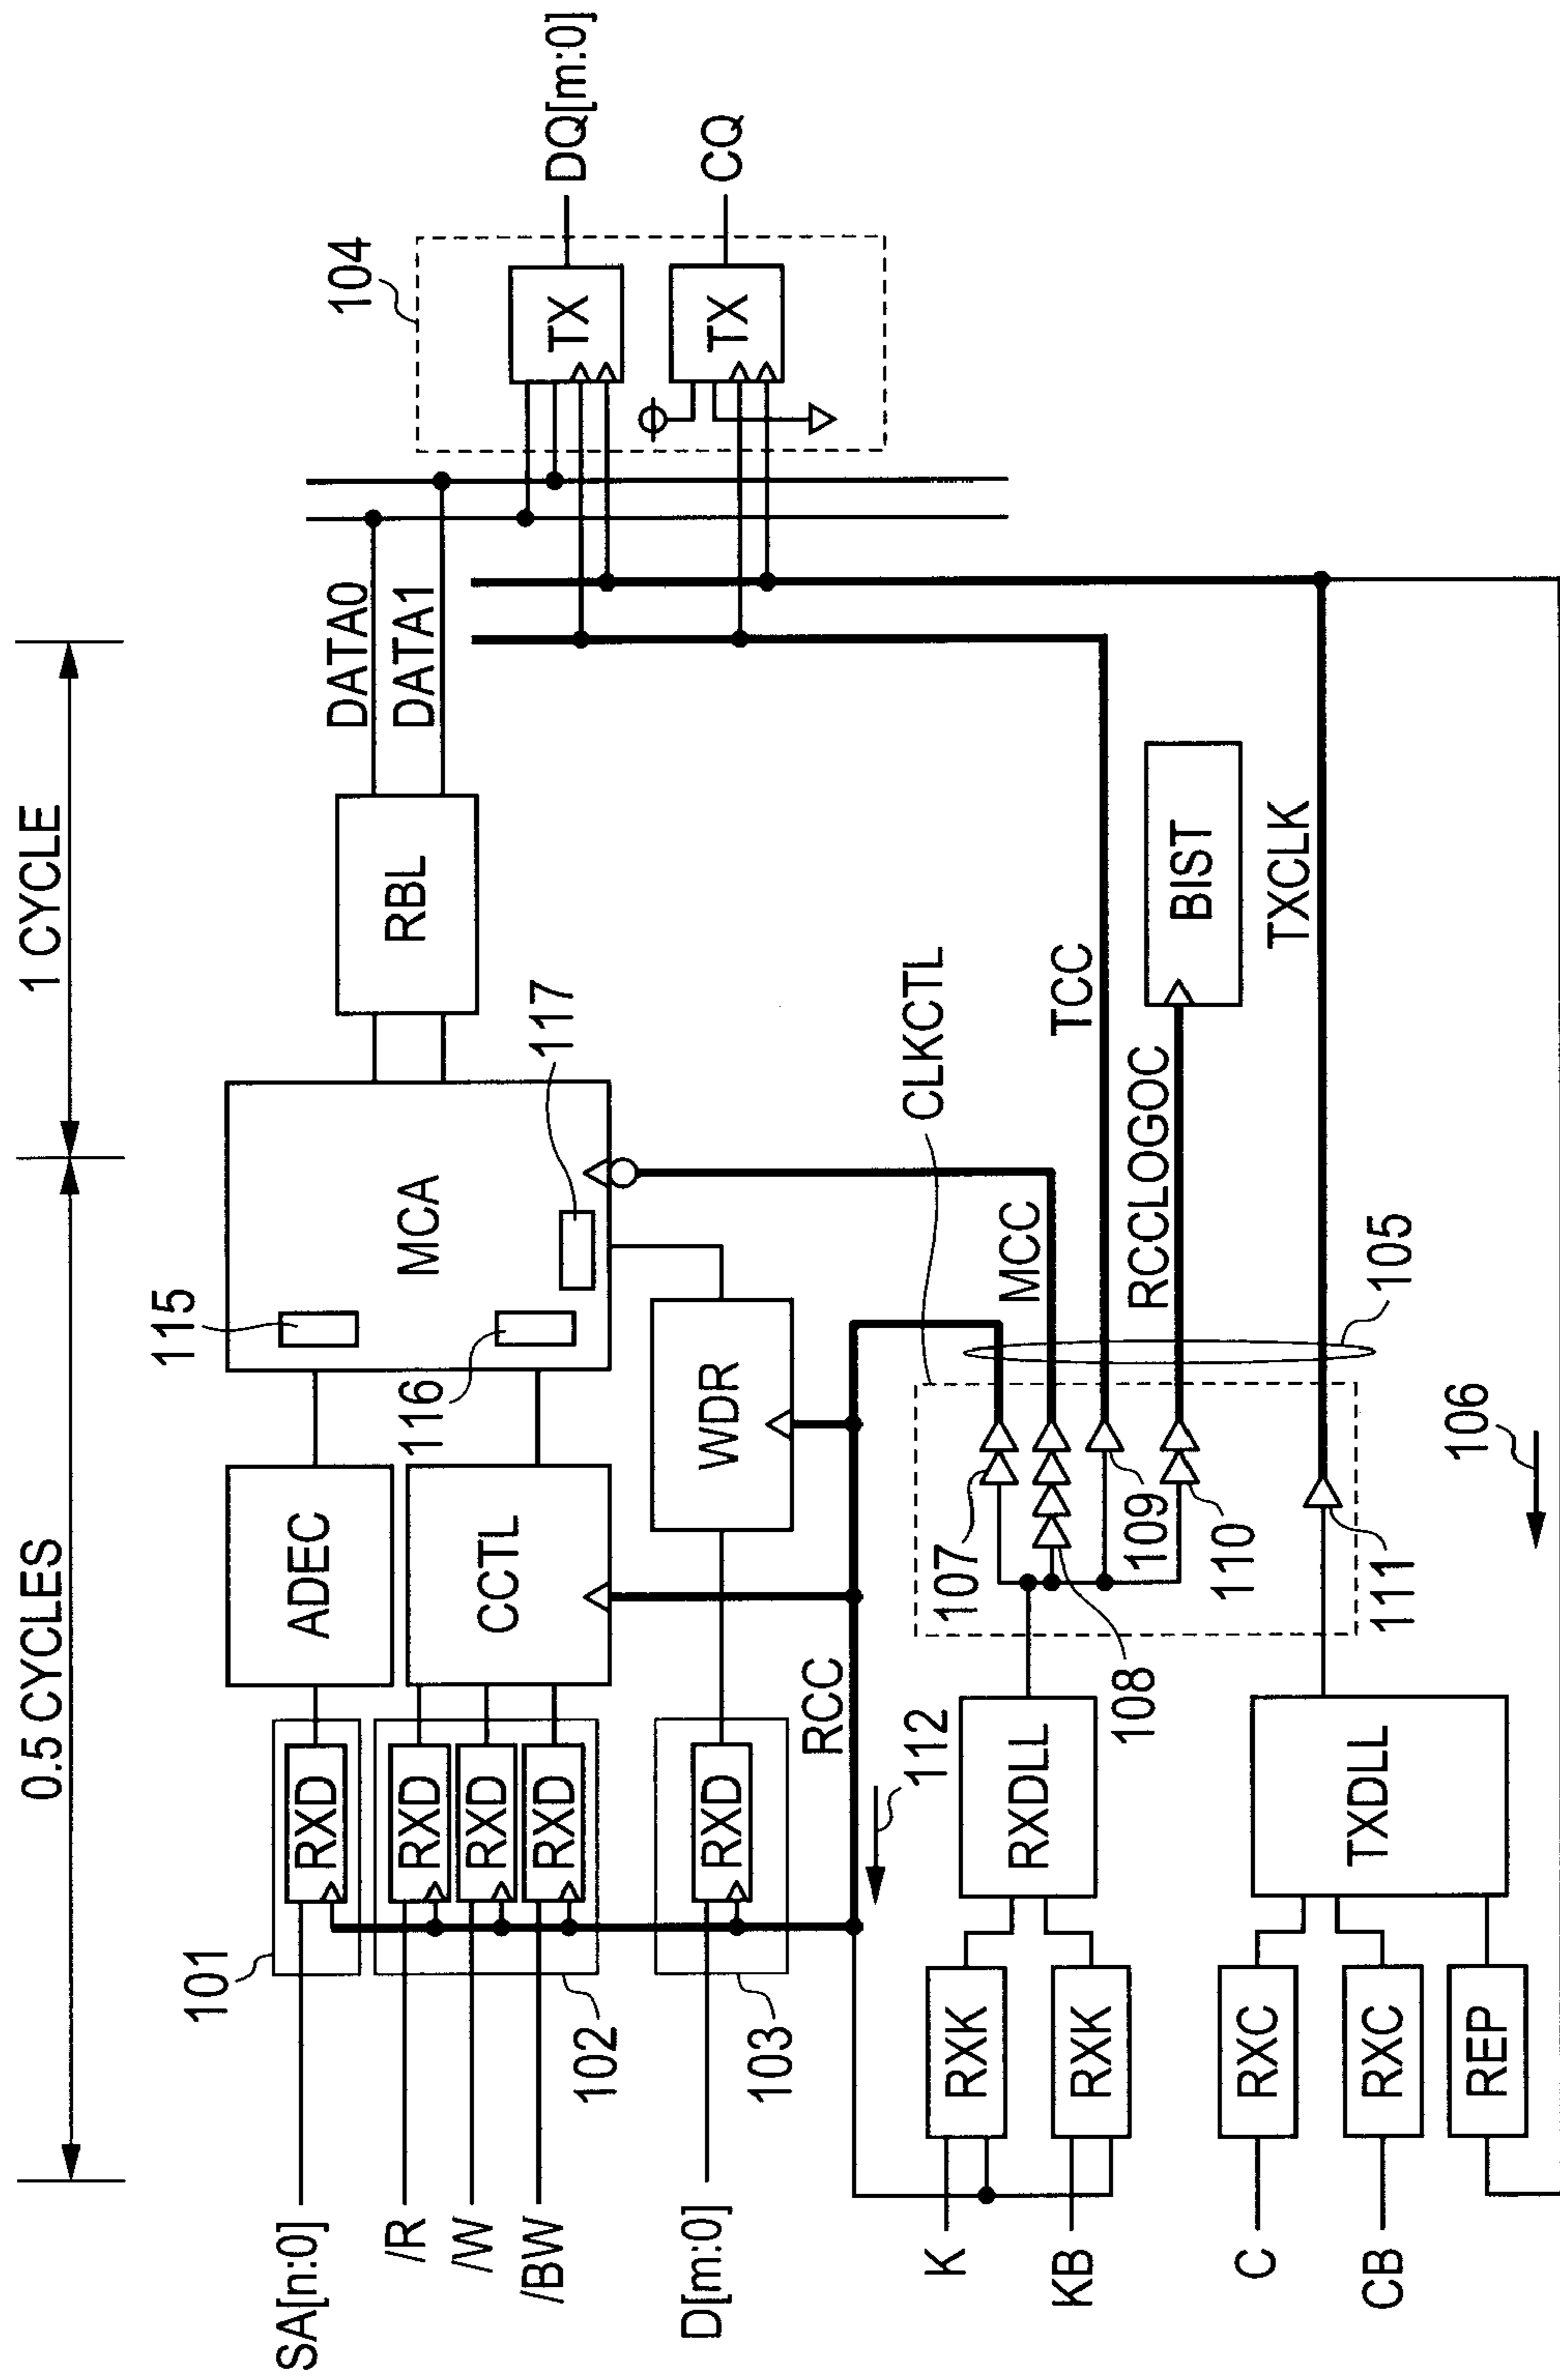 0.5 CYCLES
1 CYCLE
SA[n:0]
/R
/W
/BW
D[m:0]
K
KB
C
CB
101
RXD
RXD
RXD
RXD
102
RXD
103
ADEC
CCTL
WDR
115
116
117
MCA
RBL
DATA0
DATA1
104
TX
DQ[m:0]
TX
CQ
RCC
112
RXK
RXK
RXDLL
107
108
109
110
111
CLKCTL
MCC
TCC
RCCLOGOC
BIST
TXCLK
105
106
RXC
RXC
REP
TXDLL